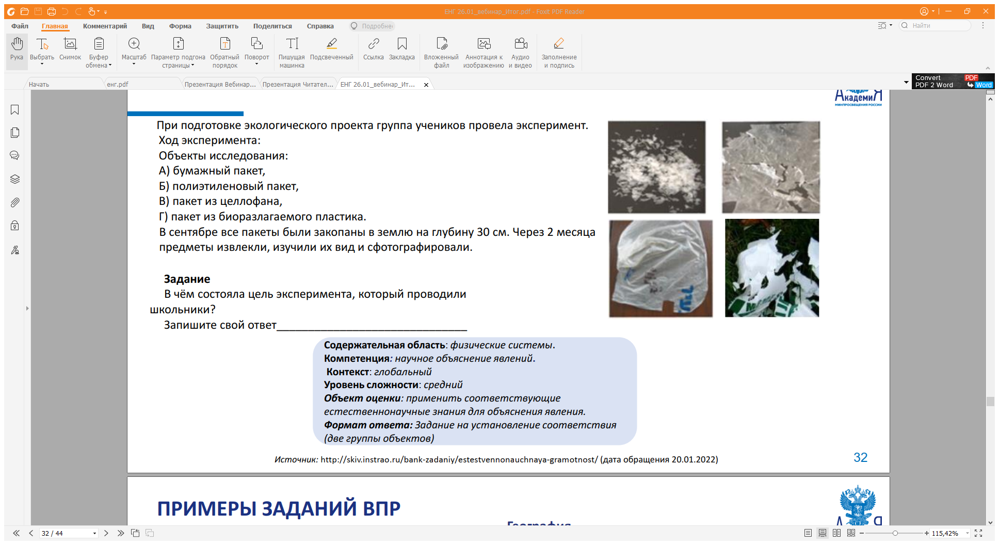 ЕНГ 26.01_вебинар_Итог.pdf - Foxit PDF Reader
Файл Главная Комментарий Вид Форма Защитить Поделиться Справка Подробне Найти
Рука Выбрать Снимок Буфер обмена Масштаб Параметр подгона страницы Обратный порядок Поворот Пишущая машинка Подсвеченный Ссылка Закладка Вложенный файл Аннотация к изображению Аудио и видео Заполнение и подпись
Начать енг.pdf Презентация Вебинар... Презентация Читател... ЕНГ 26.01_вебинар_Ит...
Convert PDF
PDF 2 Word Word
АкадемиЯ
МИНПРОСВЕЩЕНИЯ РОССИИ
При подготовке экологического проекта группа учеников провела эксперимент.
Ход эксперимента:
Объекты исследования:
А) бумажный пакет,
Б) полиэтиленовый пакет,
В) пакет из целлофана,
Г) пакет из биоразлагаемого пластика.
В сентябре все пакеты были закопаны в землю на глубину 30 см. Через 2 месяца
предметы извлекли, изучили их вид и сфотографировали.
Задание
В чём состояла цель эксперимента, который проводили
школьники?
Запишите свой ответ______________________________
Содержательная область: физические системы.
Компетенция: научное объяснение явлений.
Контекст: глобальный
Уровень сложности: средний
Объект оценки: применить соответствующие
естественнонаучные знания для объяснения явления.
Формат ответа: Задание на установление соответствия
(две группы объектов)
Источник: http://skiv.instrao.ru/bank-zadaniy/estestvennonauchnaya-gramotnost/ (дата обращения 20.01.2022)
32
ПРИМЕРЫ ЗАДАНИЙ ВПР
География
32 / 44
115,42%